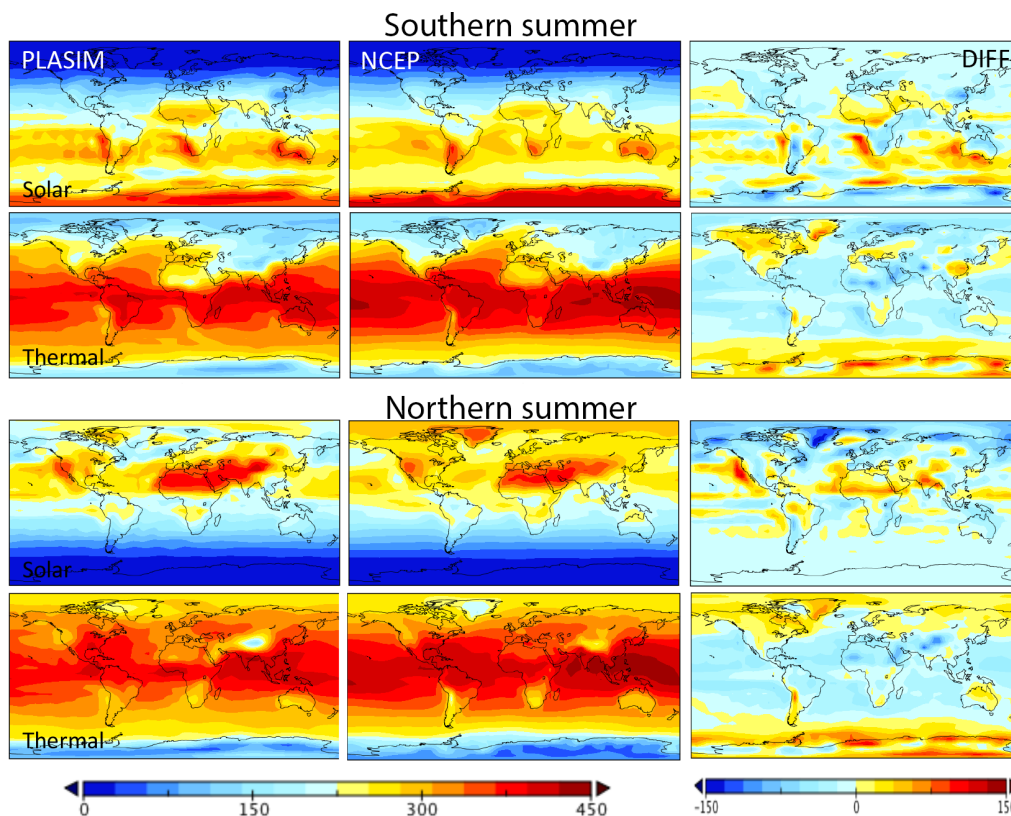 Southern summer
PLASIM NCEP DIFF
Solar
Thermal
Northern summer
Solar
Thermal
0 150 300 450
-150 0 150